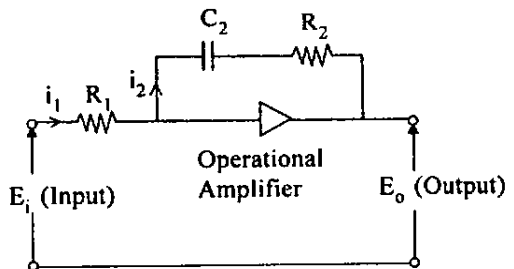 C2
R2
i1
R1
i2
Operational
Amplifier
Ei (Input)
Eo (Output)